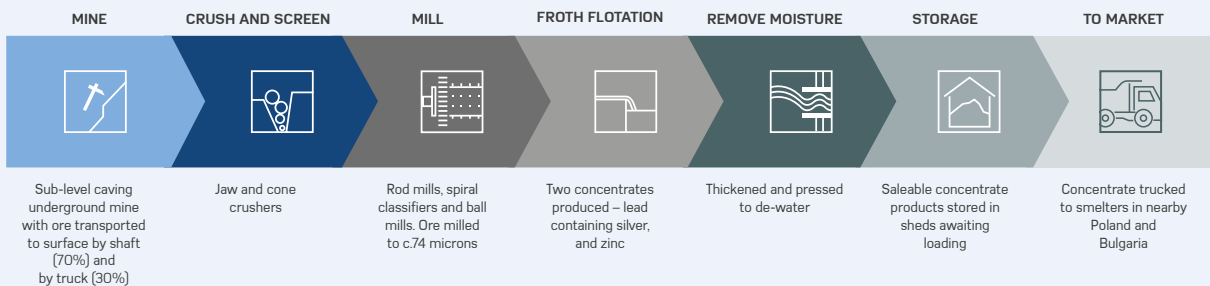 MINE
CRUSH AND SCREEN
MILL
FROTH FLOTATION
REMOVE MOISTURE
STORAGE
TO MARKET
Sub-level caving
underground mine
with ore transported
to surface by shaft
(70%) and
by truck (30%)
Jaw and cone
crushers
Rod mills, spiral
classifiers and ball
mills. Ore milled
to c.74 microns
Two concentrates
produced – lead
containing silver,
and zinc
Thickened and pressed
to de-water
Saleable concentrate
products stored in
sheds awaiting
loading
Concentrate trucked
to smelters in nearby
Poland and
Bulgaria